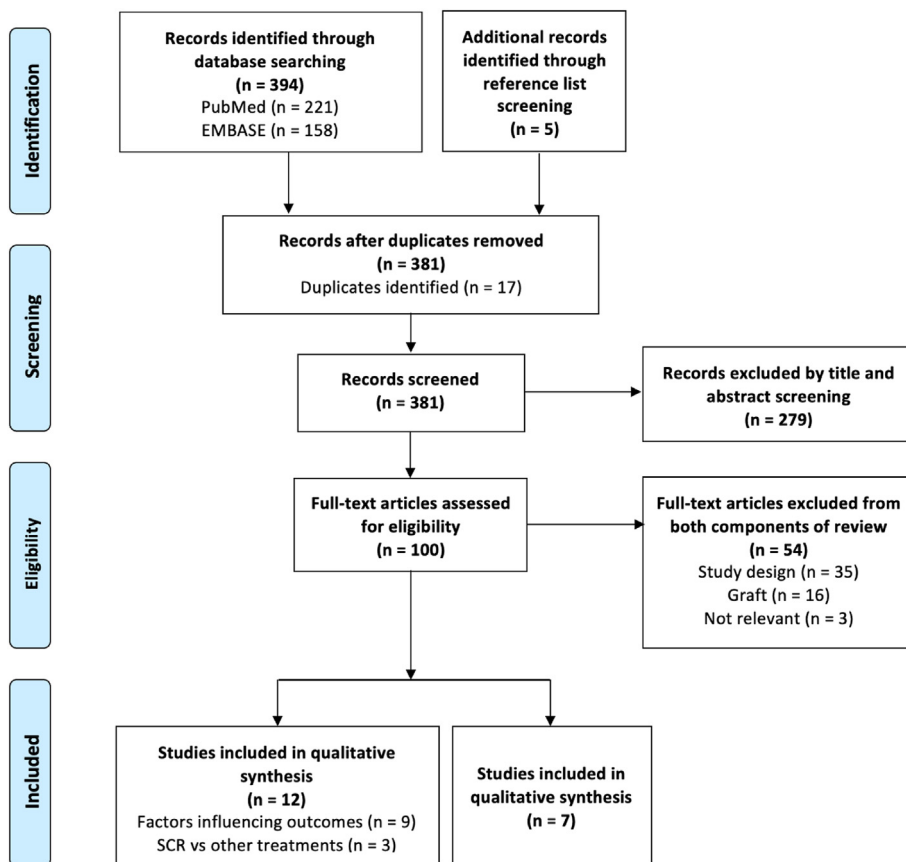 Identification
Records identified through
database searching
(n = 394)
PubMed (n = 221)
EMBASE (n = 158)
Additional records
identified through
reference list
screening
(n = 5)
Screening
Records after duplicates removed
(n = 381)
Duplicates identified (n = 17)
Records screened
(n = 381)
Records excluded by title and
abstract screening
(n = 279)
Eligibility
Full-text articles assessed
for eligibility
(n = 100)
Full-text articles excluded from
both components of review
(n = 54)
Study design (n = 35)
Graft (n = 16)
Not relevant (n = 3)
Included
Studies included in qualitative
synthesis
(n = 12)
Factors influencing outcomes (n = 9)
SCR vs other treatments (n = 3)
Studies included in
qualitative synthesis
(n = 7)